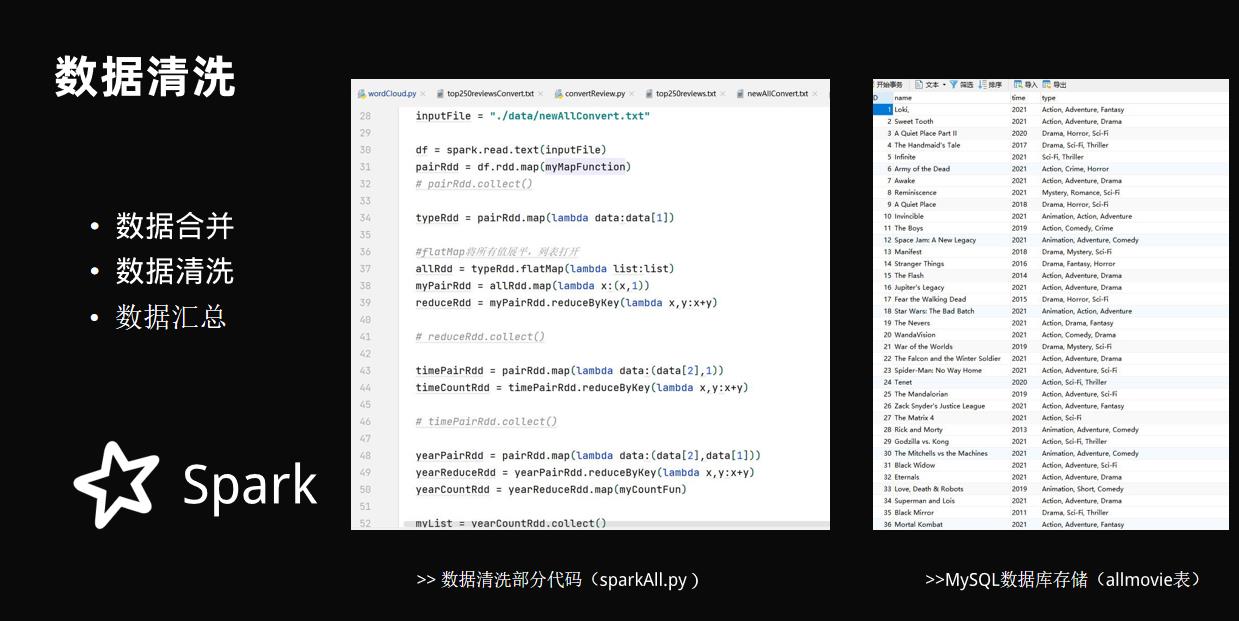 数据清洗
• 数据合并
• 数据清洗
• 数据汇总
Spark
wordCloud.py × top250reviewsConvert.txt × convertReview.py × top250reviews.txt × newAllConvert.txt ×
28 inputFile = "./data/newAllConvert.txt"
29
30 df = spark.read.text(inputFile)
31 pairRdd = df.rdd.map(myMapFunction)
32 # pairRdd.collect()
33
34 typeRdd = pairRdd.map(lambda data:data[1])
35
36 #flatMap将所有值展平，列表打开
37 allRdd = typeRdd.flatMap(lambda list:list)
38 myPairRdd = allRdd.map(lambda x:(x,1))
39 reduceRdd = myPairRdd.reduceByKey(lambda x,y:x+y)
40
41 # reduceRdd.collect()
42
43 timePairRdd = pairRdd.map(lambda data:(data[2],1))
44 timeCountRdd = timePairRdd.reduceByKey(lambda x,y:x+y)
45
46 # timePairRdd.collect()
47
48 yearPairRdd = pairRdd.map(lambda data:(data[2],data[1]))
49 yearReduceRdd = yearPairRdd.reduceByKey(lambda x,y:x+y)
50 yearCountRdd = yearReduceRdd.map(myCountFun)
51
52 myList = yearCountRdd.collect()
>> 数据清洗部分代码（sparkAll.py ）
开始事务 文本 筛选 排序 导入 导出
D name time type
1 Loki, 2021 Action, Adventure, Fantasy
2 Sweet Tooth 2021 Action, Adventure, Drama
3 A Quiet Place Part II 2020 Drama, Horror, Sci-Fi
4 The Handmaid's Tale 2017 Drama, Sci-Fi, Thriller
5 Infinite 2021 Sci-Fi, Thriller
6 Army of the Dead 2021 Action, Crime, Horror
7 Awake 2021 Action, Adventure, Drama
8 Reminiscence 2021 Mystery, Romance, Sci-Fi
9 A Quiet Place 2018 Drama, Horror, Sci-Fi
10 Invincible 2021 Animation, Action, Adventure
11 The Boys 2019 Action, Comedy, Crime
12 Space Jam: A New Legacy 2021 Animation, Adventure, Comedy
13 Manifest 2018 Drama, Mystery, Sci-Fi
14 Stranger Things 2016 Drama, Fantasy, Horror
15 The Flash 2014 Action, Adventure, Drama
16 Jupiter's Legacy 2021 Action, Adventure, Drama
17 Fear the Walking Dead 2015 Drama, Horror, Sci-Fi
18 Star Wars: The Bad Batch 2021 Animation, Action, Adventure
19 The Nevers 2021 Action, Drama, Fantasy
20 WandaVision 2021 Action, Comedy, Drama
21 War of the Worlds 2019 Drama, Mystery, Sci-Fi
22 The Falcon and the Winter Soldier 2021 Action, Adventure, Drama
23 Spider-Man: No Way Home 2021 Action, Adventure, Sci-Fi
24 Tenet 2020 Action, Sci-Fi, Thriller
25 The Mandalorian 2019 Action, Adventure, Sci-Fi
26 Zack Snyder's Justice League 2021 Action, Adventure, Fantasy
27 The Matrix 4 2021 Action, Sci-Fi
28 Rick and Morty 2013 Animation, Adventure, Comedy
29 Godzilla vs. Kong 2021 Action, Sci-Fi, Thriller
30 The Mitchells vs the Machines 2021 Animation, Adventure, Comedy
31 Black Widow 2021 Action, Adventure, Sci-Fi
32 Eternals 2021 Action, Adventure, Drama
33 Love, Death & Robots 2019 Animation, Short, Comedy
34 Superman and Lois 2021 Action, Adventure, Drama
35 Black Mirror 2011 Drama, Sci-Fi, Thriller
36 Mortal Kombat 2021 Action, Adventure, Fantasy
>>MySQL数据库存储（allmovie表）